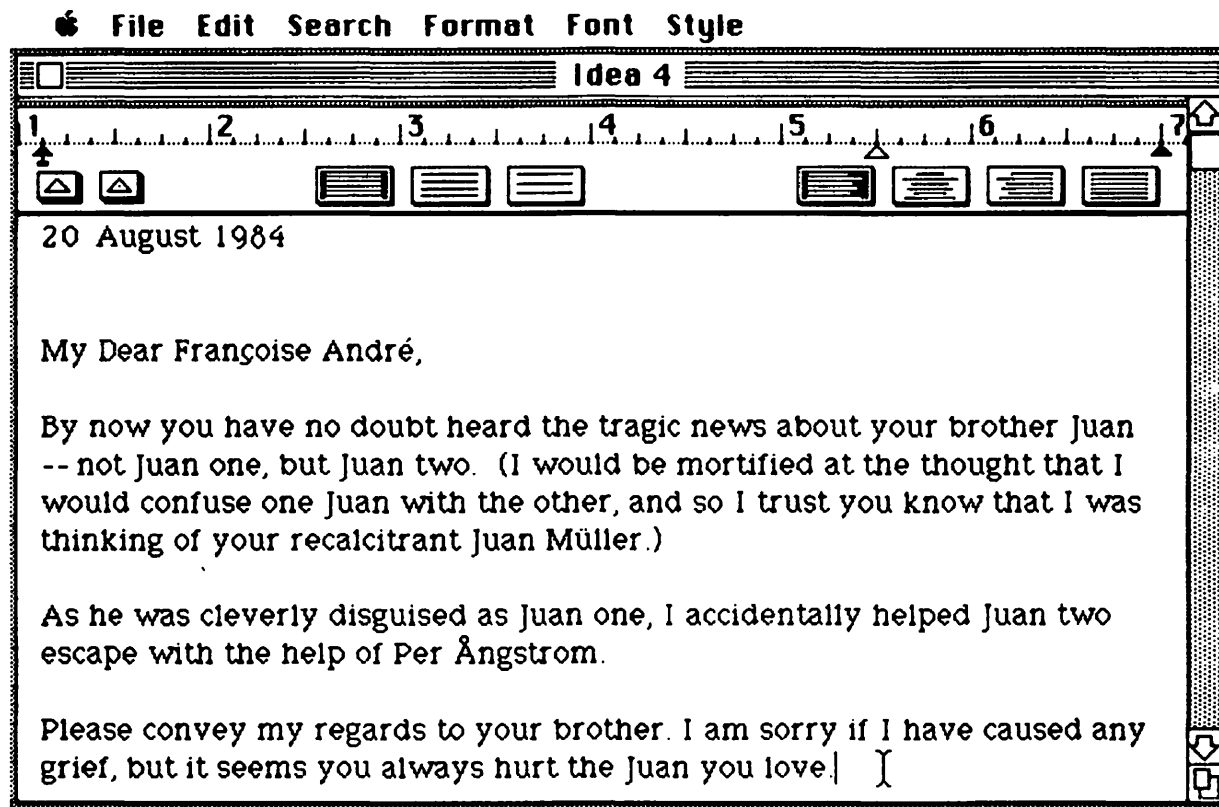 File Edit Search Format Font Style
Idea 4
1 2 3 4 5 6 7
20 August 1984
My Dear Françoise André,
By now you have no doubt heard the tragic news about your brother Juan
-- not Juan one, but Juan two. (I would be mortified at the thought that I
would confuse one Juan with the other, and so I trust you know that I was
thinking of your recalcitrant Juan Müller.)
As he was cleverly disguised as Juan one, I accidentally helped Juan two
escape with the help of Per Ångstrom.
Please convey my regards to your brother. I am sorry if I have caused any
grief, but it seems you always hurt the Juan you love.